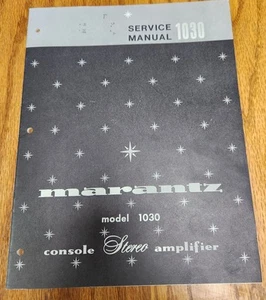 SERVICE
MANUAL 1030
marantz
model 1030
console Stereo amplifier